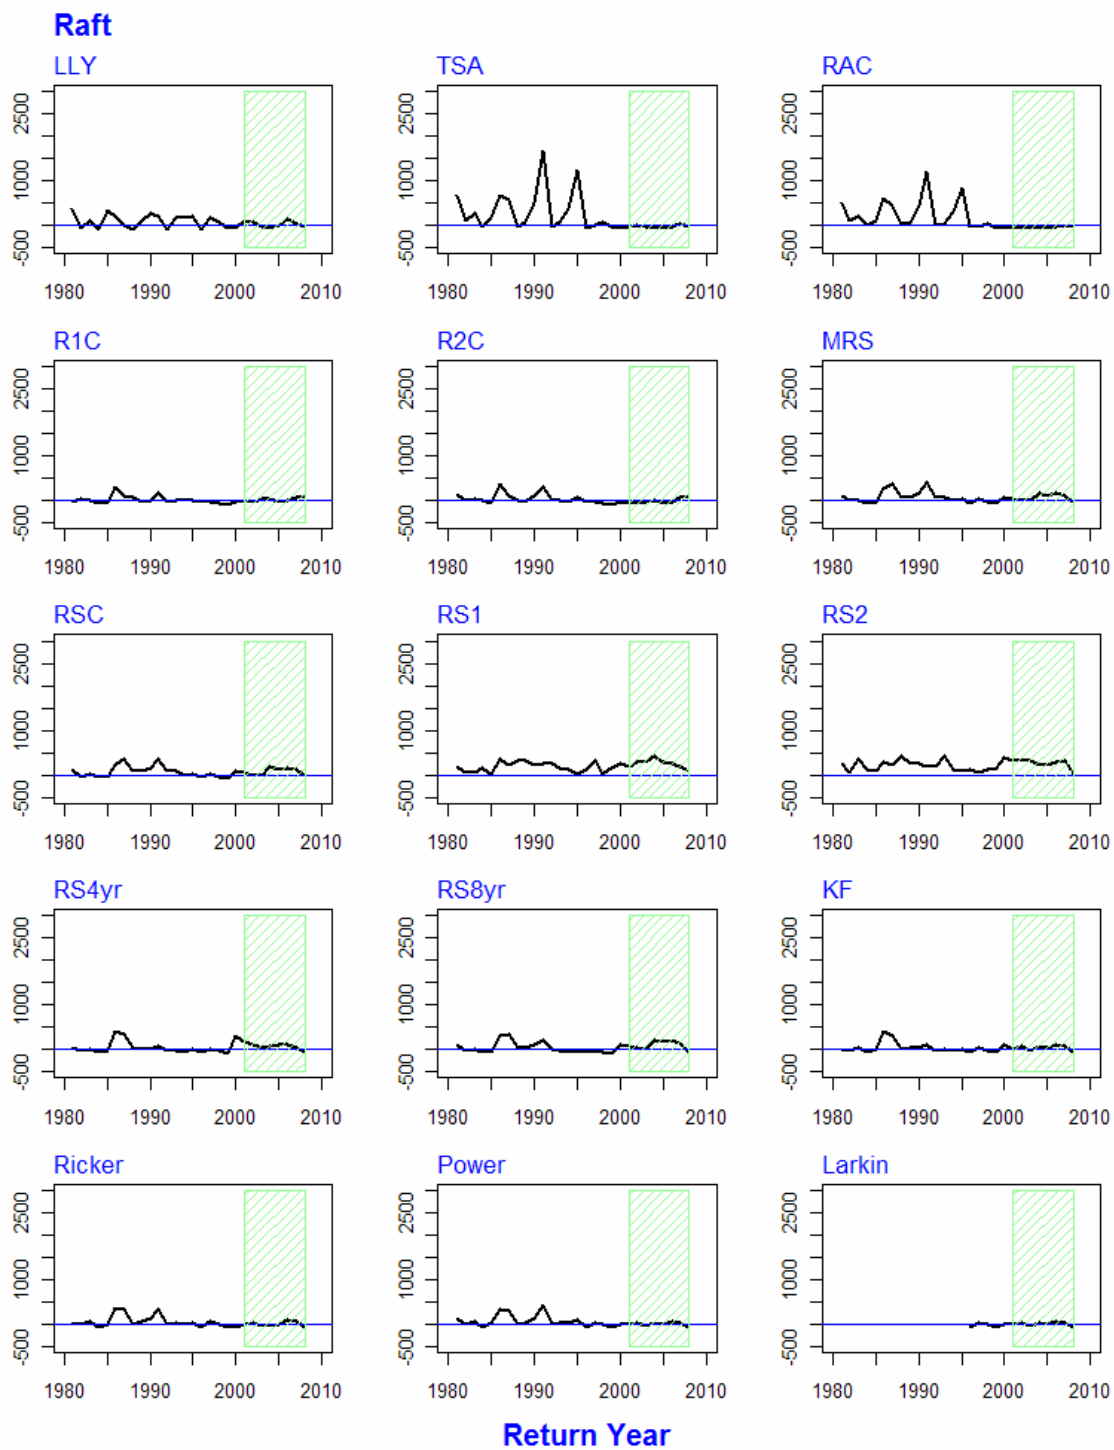 Raft
LLY TSA RAC
-500 1000 2500 -500 1000 2500 -500 1000 2500
1980 1990 2000 2010 1980 1990 2000 2010 1980 1990 2000 2010
R1C R2C MRS
-500 1000 2500 -500 1000 2500 -500 1000 2500
1980 1990 2000 2010 1980 1990 2000 2010 1980 1990 2000 2010
RSC RS1 RS2
-500 1000 2500 -500 1000 2500 -500 1000 2500
1980 1990 2000 2010 1980 1990 2000 2010 1980 1990 2000 2010
RS4yr RS8yr KF
-500 1000 2500 -500 1000 2500 -500 1000 2500
1980 1990 2000 2010 1980 1990 2000 2010 1980 1990 2000 2010
Ricker Power Larkin
-500 1000 2500 -500 1000 2500 -500 1000 2500
1980 1990 2000 2010 1980 1990 2000 2010 1980 1990 2000 2010
Return Year